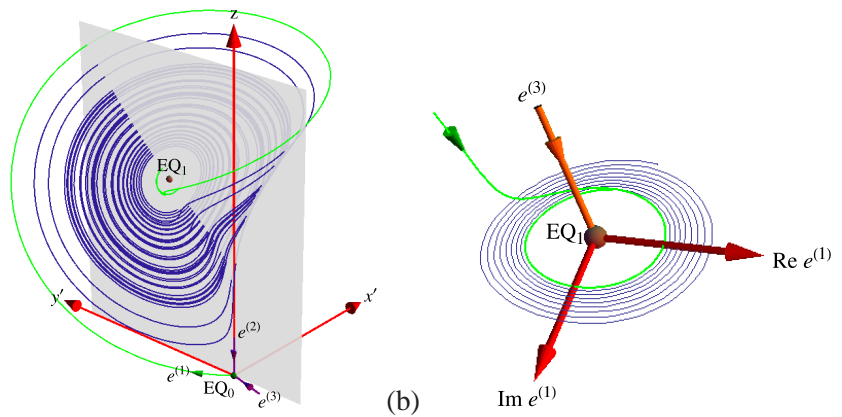 z
EQ₁
y′
x′
e⁽²⁾
e⁽¹⁾
EQ₀
e⁽³⁾
(b)
e⁽³⁾
EQ₁
Re e⁽¹⁾
Im e⁽¹⁾